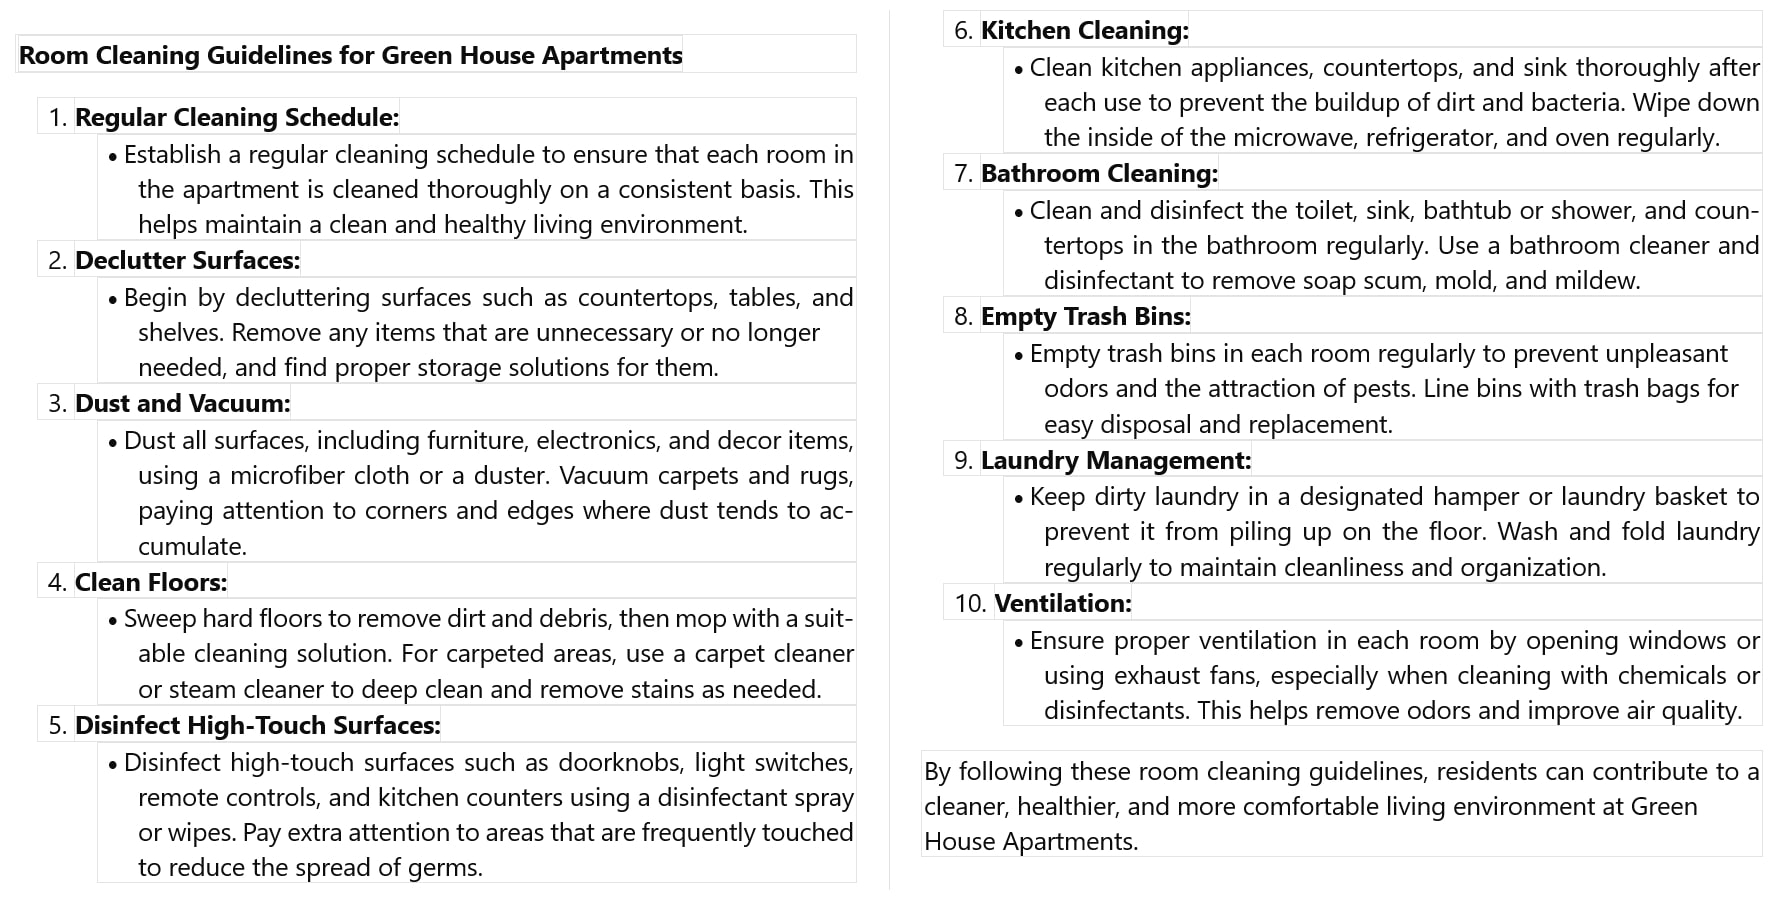 Room Cleaning Guidelines for Green House Apartments
1. Regular Cleaning Schedule:
• Establish a regular cleaning schedule to ensure that each room in
the apartment is cleaned thoroughly on a consistent basis. This
helps maintain a clean and healthy living environment.
2. Declutter Surfaces:
• Begin by decluttering surfaces such as countertops, tables, and
shelves. Remove any items that are unnecessary or no longer
needed, and find proper storage solutions for them.
3. Dust and Vacuum:
• Dust all surfaces, including furniture, electronics, and decor items,
using a microfiber cloth or a duster. Vacuum carpets and rugs,
paying attention to corners and edges where dust tends to ac-
cumulate.
4. Clean Floors:
• Sweep hard floors to remove dirt and debris, then mop with a suit-
able cleaning solution. For carpeted areas, use a carpet cleaner
or steam cleaner to deep clean and remove stains as needed.
5. Disinfect High-Touch Surfaces:
• Disinfect high-touch surfaces such as doorknobs, light switches,
remote controls, and kitchen counters using a disinfectant spray
or wipes. Pay extra attention to areas that are frequently touched
to reduce the spread of germs.
6. Kitchen Cleaning:
• Clean kitchen appliances, countertops, and sink thoroughly after
each use to prevent the buildup of dirt and bacteria. Wipe down
the inside of the microwave, refrigerator, and oven regularly.
7. Bathroom Cleaning:
• Clean and disinfect the toilet, sink, bathtub or shower, and coun-
tertops in the bathroom regularly. Use a bathroom cleaner and
disinfectant to remove soap scum, mold, and mildew.
8. Empty Trash Bins:
• Empty trash bins in each room regularly to prevent unpleasant
odors and the attraction of pests. Line bins with trash bags for
easy disposal and replacement.
9. Laundry Management:
• Keep dirty laundry in a designated hamper or laundry basket to
prevent it from piling up on the floor. Wash and fold laundry
regularly to maintain cleanliness and organization.
10. Ventilation:
• Ensure proper ventilation in each room by opening windows or
using exhaust fans, especially when cleaning with chemicals or
disinfectants. This helps remove odors and improve air quality.
By following these room cleaning guidelines, residents can contribute to a
cleaner, healthier, and more comfortable living environment at Green
House Apartments.